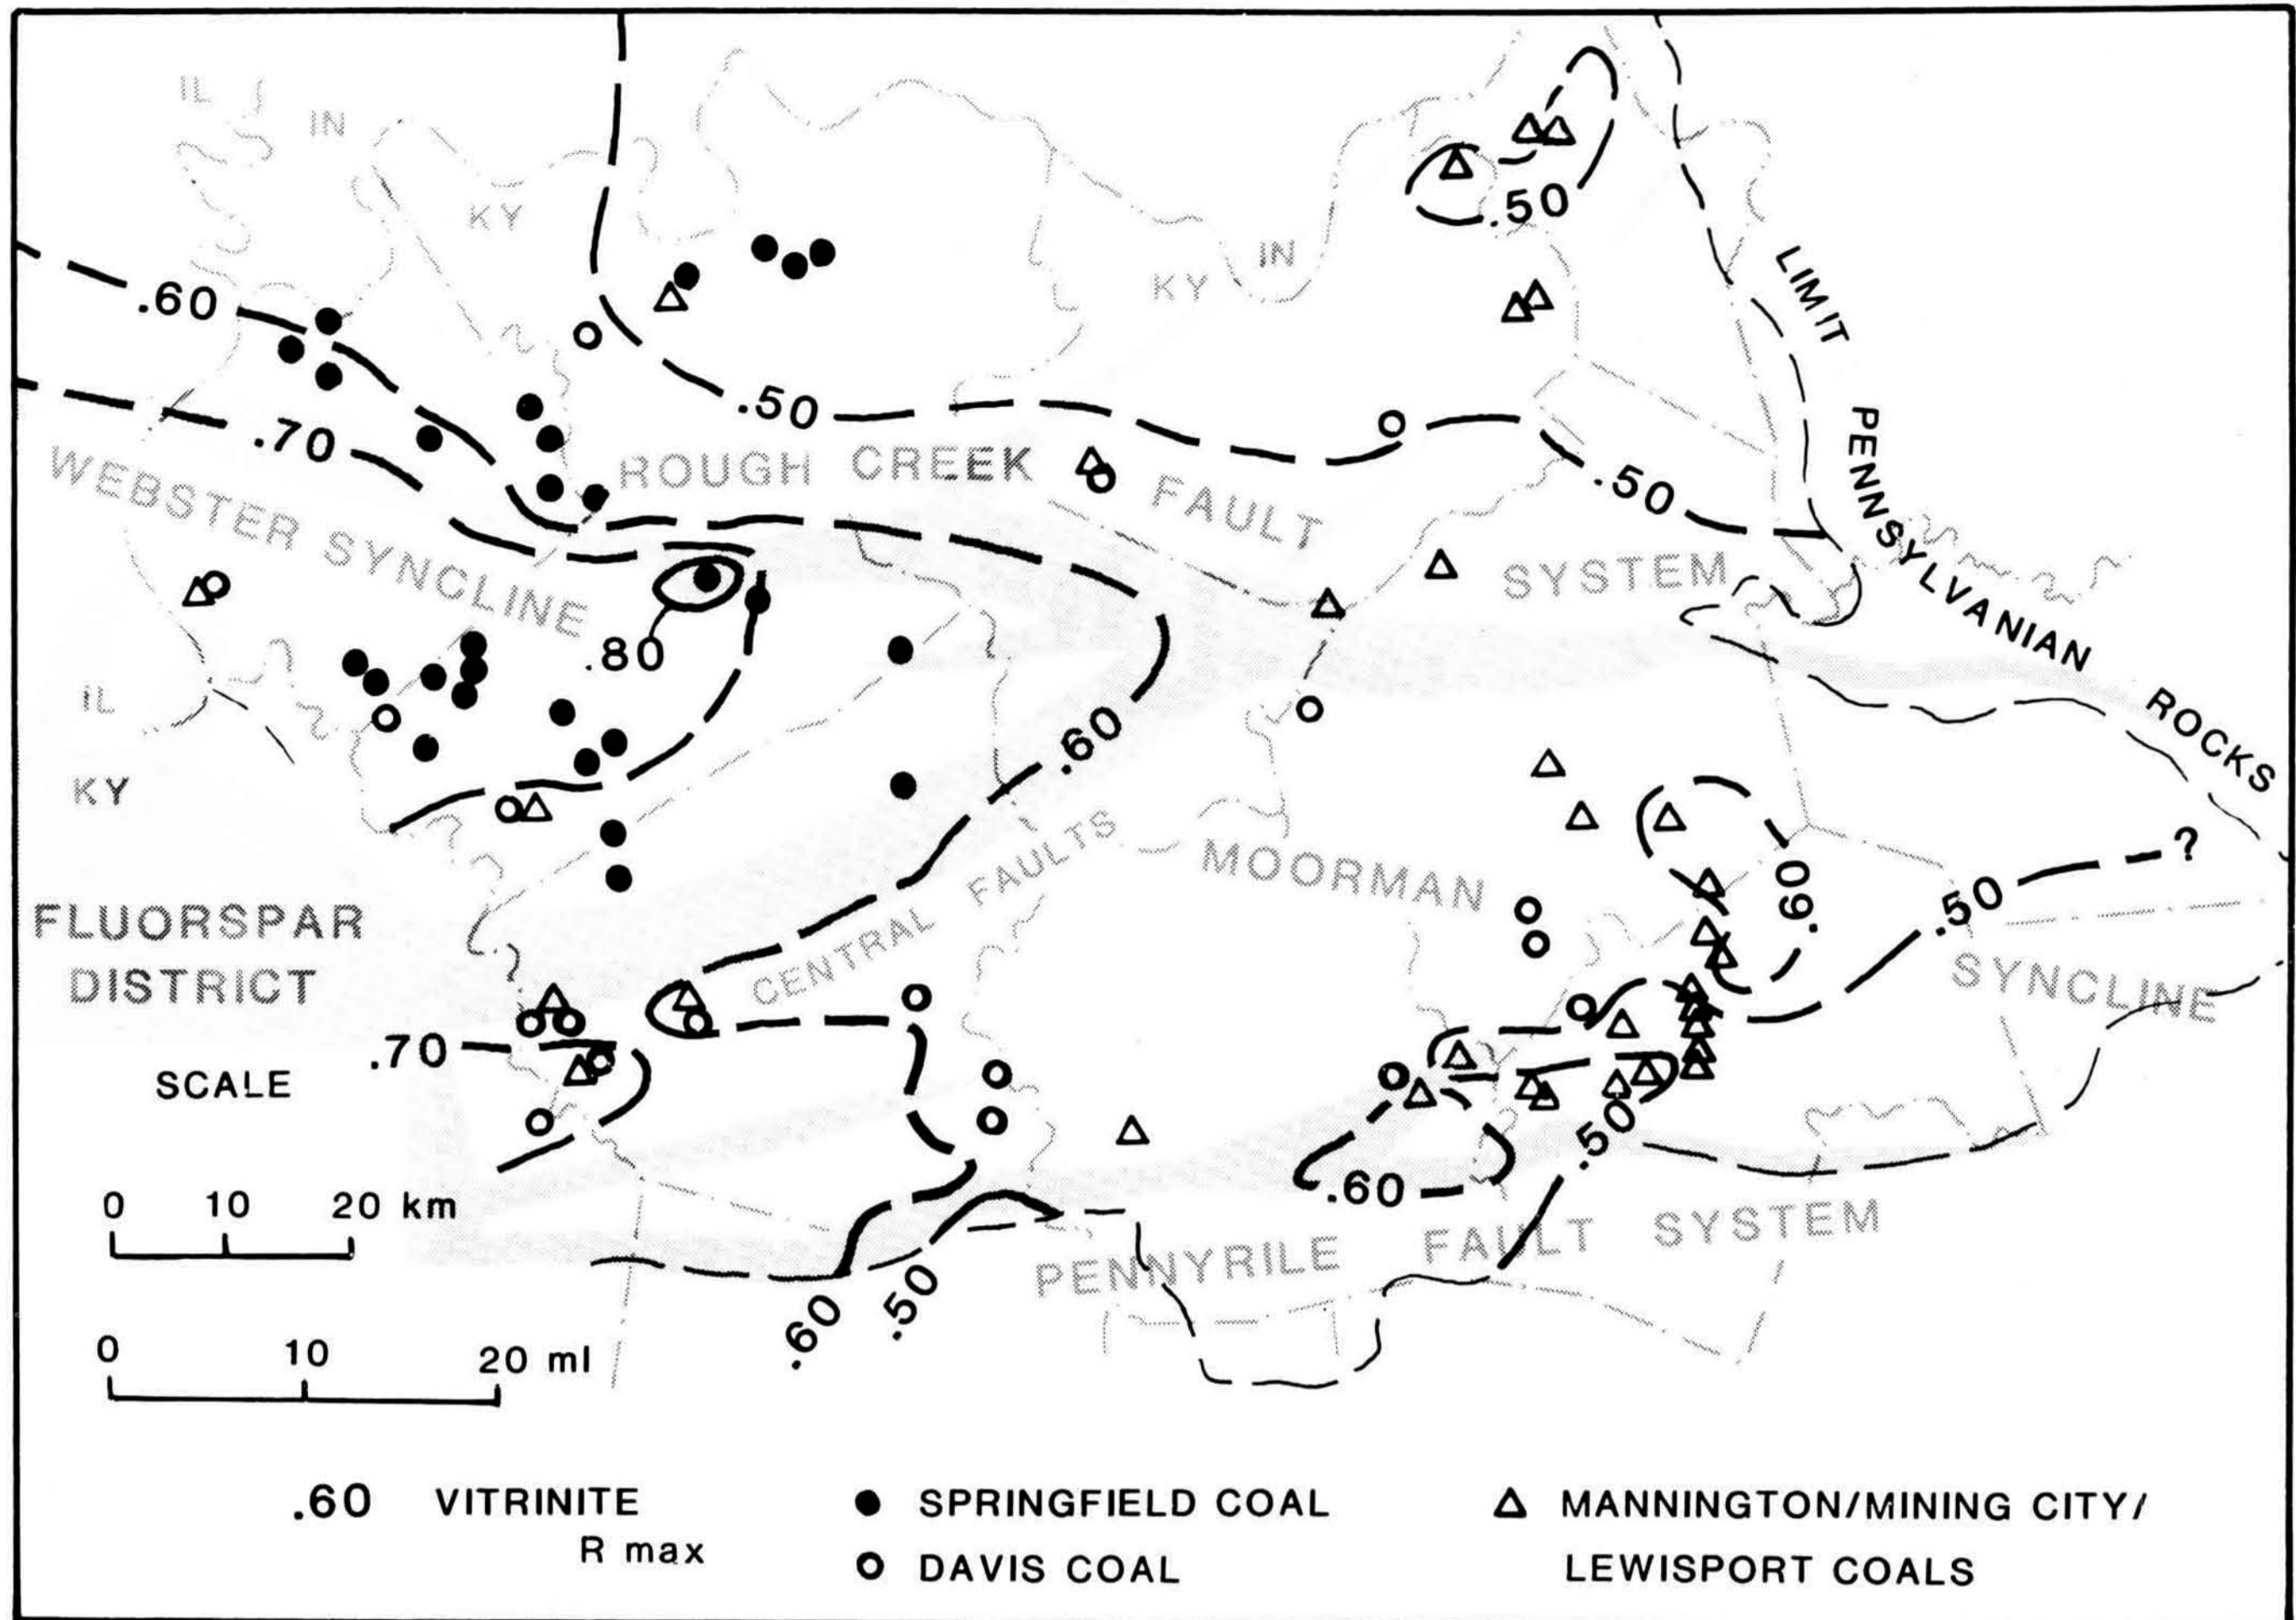 IL
IN
KY
.50
IN
KY
LIMIT
.60
.50
.70
PENNSYLVANIAN
ROUGH CREEK
FAULT
.50
WEBSTER SYNCLINE
SYSTEM
.80
IL
.60
ROCKS
KY
CENTRAL FAULTS
MOORMAN
?
.60
.50
FLUORSPAR
DISTRICT
SYNCLINE
.70
SCALE
.50
.60
0 10 20 km
PENNYRILE
FAULT SYSTEM
.60
.50
0 10 20 mI
.60 VITRINITE
R max
SPRINGFIELD COAL
DAVIS COAL
MANNINGTON/MINING CITY/
LEWISPORT COALS